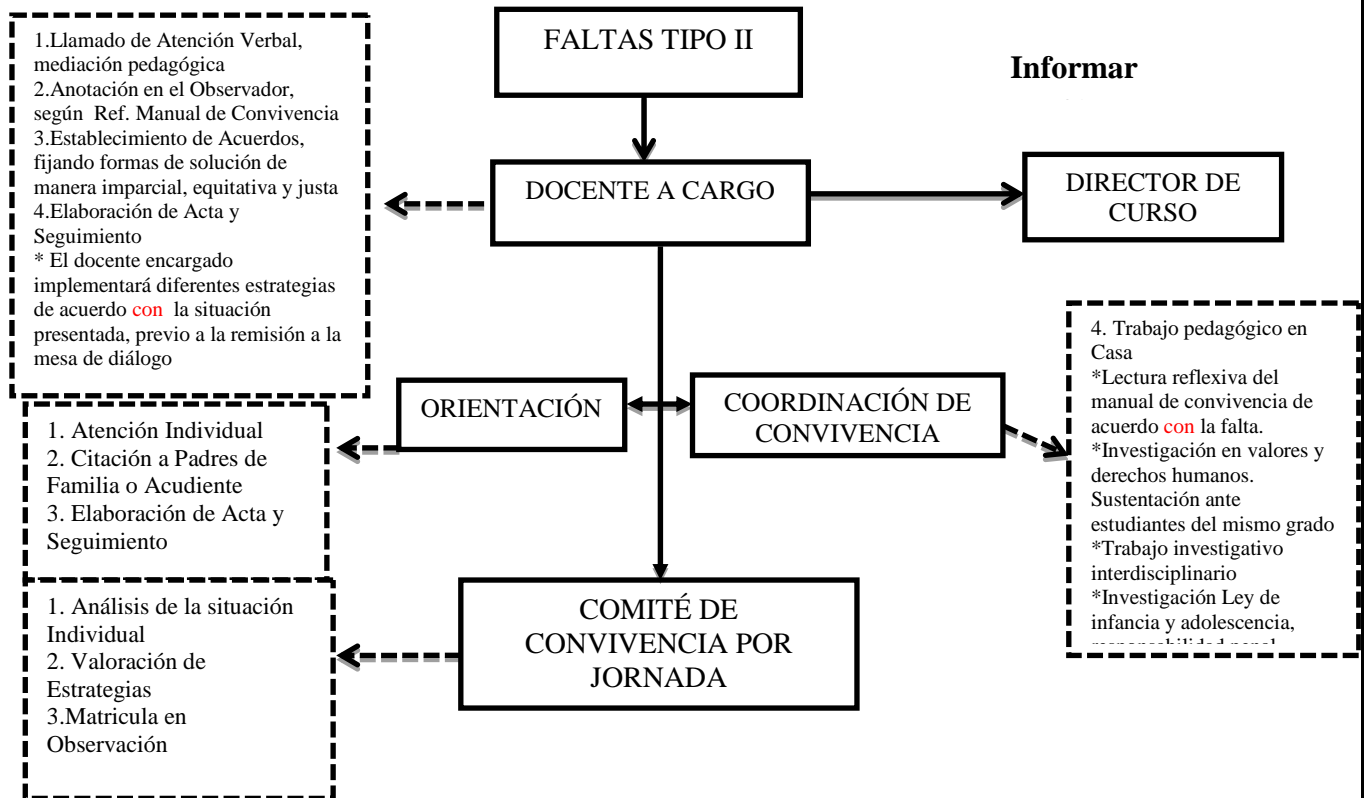 1.Llamado de Atención Verbal,
mediación pedagógica
2.Anotación en el Observador,
según Ref. Manual de Convivencia
3.Establecimiento de Acuerdos,
fijando formas de solución de
manera imparcial, equitativa y justa
4.Elaboración de Acta y
Seguimiento
* El docente encargado
implementará diferentes estrategias
de acuerdo con la situación
presentada, previo a la remisión a la
mesa de diálogo
FALTAS TIPO II
Informar
DOCENTE A CARGO
DIRECTOR DE
CURSO
ORIENTACIÓN
COORDINACIÓN DE
CONVIVENCIA
4. Trabajo pedagógico en
Casa
*Lectura reflexiva del
manual de convivencia de
acuerdo con la falta.
*Investigación en valores y
derechos humanos.
Sustentación ante
estudiantes del mismo grado
*Trabajo investigativo
interdisciplinario
*Investigación Ley de
infancia y adolescencia,
1. Atención Individual
2. Citación a Padres de
Familia o Acudiente
3. Elaboración de Acta y
Seguimiento
COMITÉ DE
CONVIVENCIA POR
JORNADA
1. Análisis de la situación
Individual
2. Valoración de
Estrategias
3.Matricula en
Observación